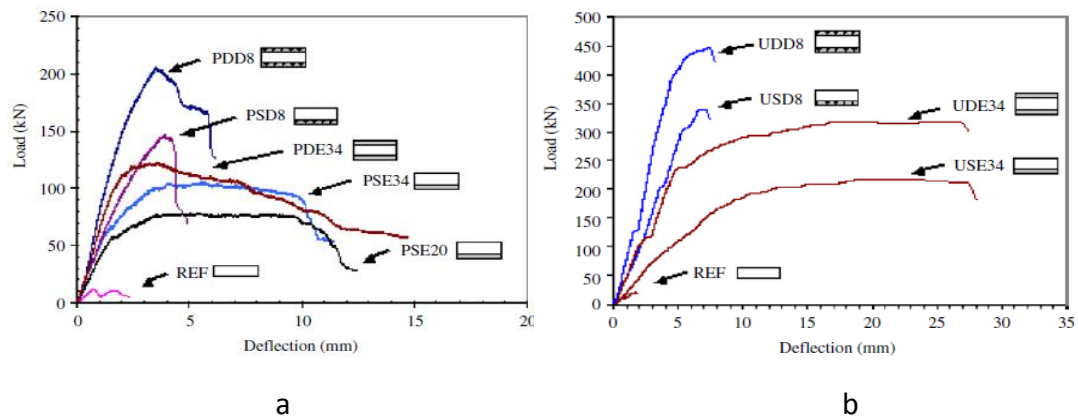 250
200
150
100
50
0
Load (kN)
PDD8
PSD8
PDE34
PSE34
PSE20
REF
0 5 10 15 20
Deflection (mm)
a
500
450
400
350
300
250
200
150
100
50
0
Load (kN)
UDD8
USD8
UDE34
USE34
REF
0 5 10 15 20 25 30 35
Deflection (mm)
b